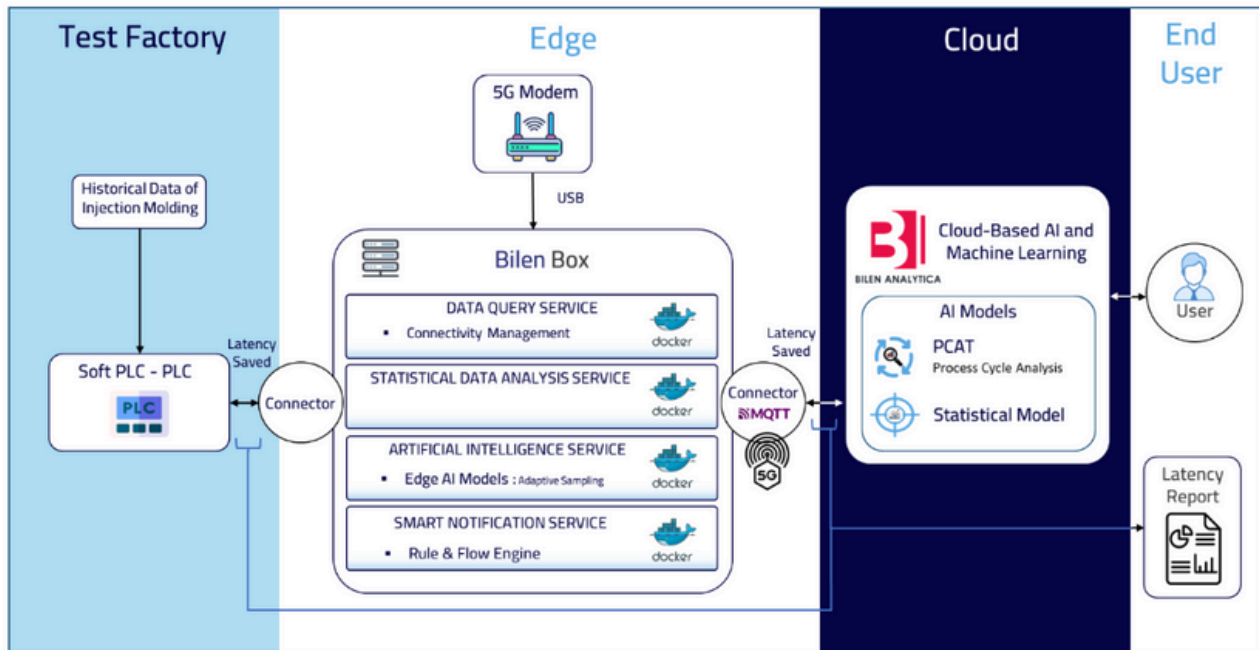 Test Factory
Edge
Cloud
End
User
5G Modem
USB
Historical Data of
Injection Molding
Soft PLC - PLC
PLC
Latency
Saved
Connector
Bilen Box
DATA QUERY SERVICE
▪ Connectivity Management
docker
STATISTICAL DATA ANALYSIS SERVICE
docker
ARTIFICIAL INTELLIGENCE SERVICE
▪ Edge AI Models : Adaptive Sampling
docker
SMART NOTIFICATION SERVICE
▪ Rule & Flow Engine
docker
Latency
Saved
Connector
MQTT
5G
B
BILEN ANALYTICA
Cloud-Based AI and
Machine Learning
AI Models
PCAT
Process Cycle Analysis
Statistical Model
User
Latency
Report